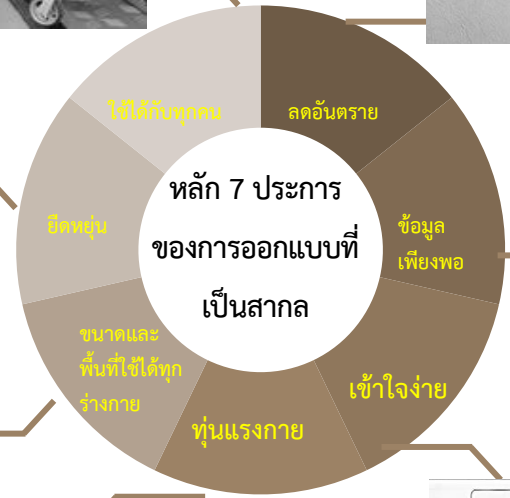 หลัก 7 ประการ
ของการออกแบบที่
เป็นสากล
ลดอันตราย
ข้อมูล
เพียงพอ
เข้าใจง่าย
ทุ่นแรงกาย
ขนาดและ
พื้นที่ใช้ได้ทุก
ร่างกาย
ยืดหยุ่น
ใช้ได้กับทุกคน